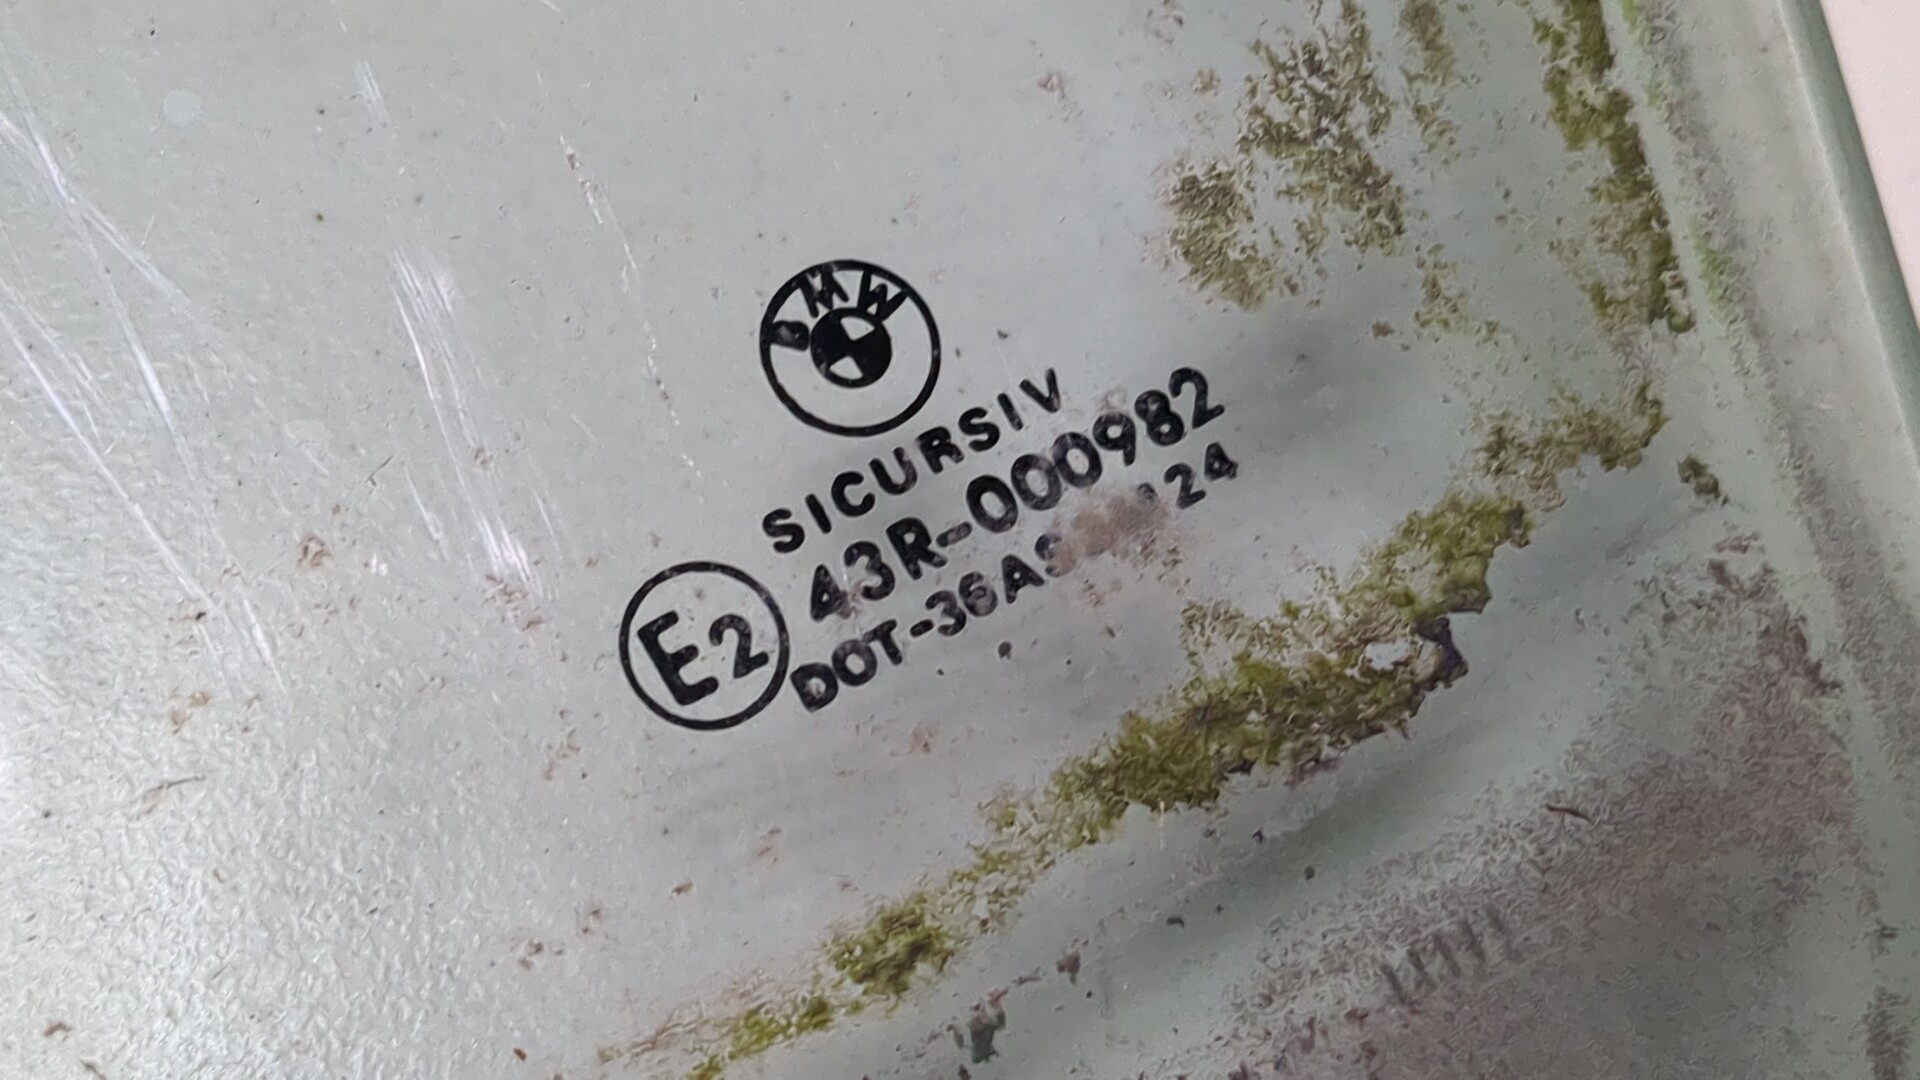 BMW
SICURSIV
43R-000982
E2
DOT-36AS